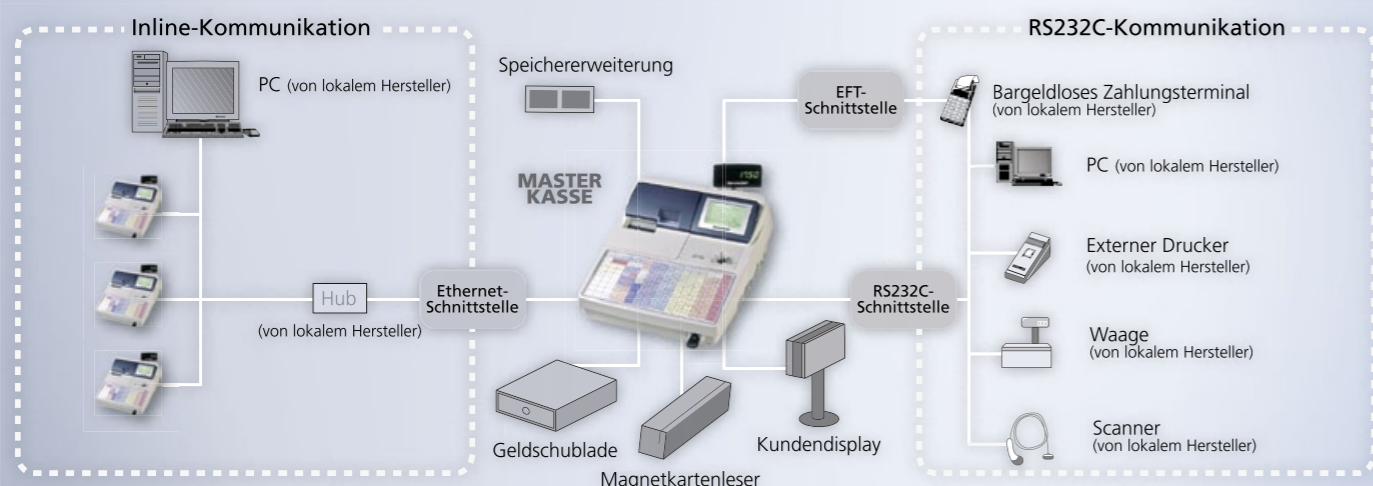 Inline-Kommunikation
PC (von lokalem Hersteller)
Hub
(von lokalem Hersteller)
Ethernet-
Schnittstelle
Speichererweiterung
MASTER
KASSE
Geldschublade
Magnetkartenleser
Kundendisplay
EFT-
Schnittstelle
RS232C-
Schnittstelle
RS232C-Kommunikation
Bargeldloses Zahlungsterminal
(von lokalem Hersteller)
PC (von lokalem Hersteller)
Externer Drucker
(von lokalem Hersteller)
Waage
(von lokalem Hersteller)
Scanner
(von lokalem Hersteller)